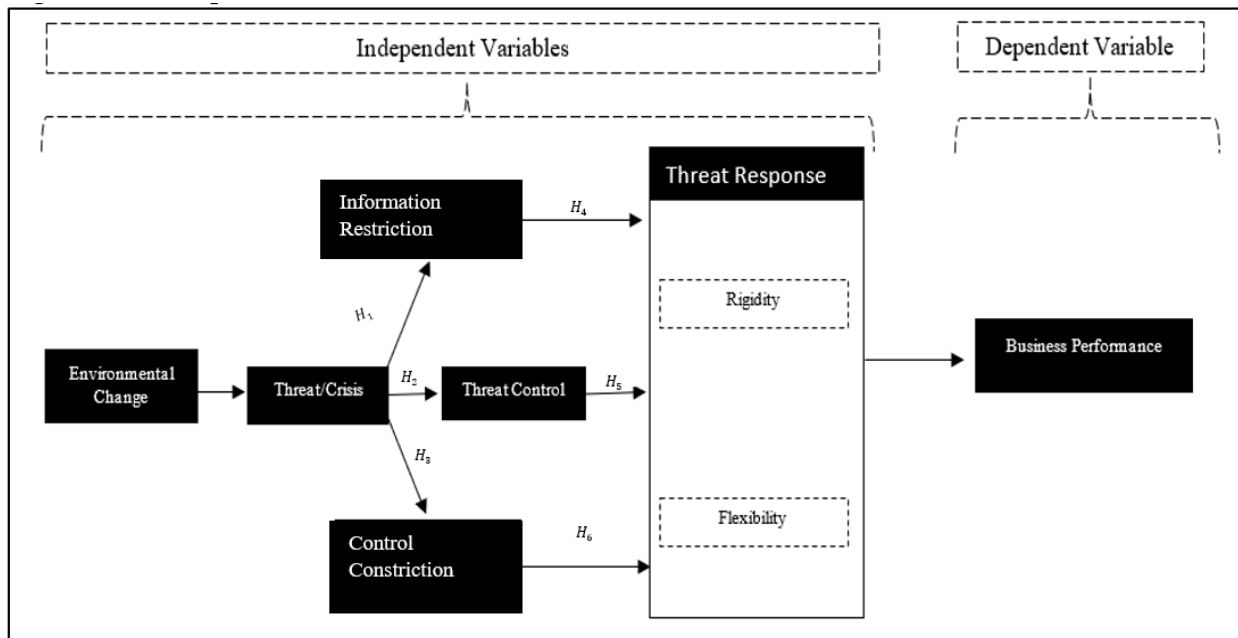 Independent Variables
Dependent Variable
Threat Response
Information
Restriction
H4
Rigidity
H1
Business Performance
Environmental
Change
Threat/Crisis
H2
Threat Control
H5
H3
Flexibility
Control
Constriction
H6